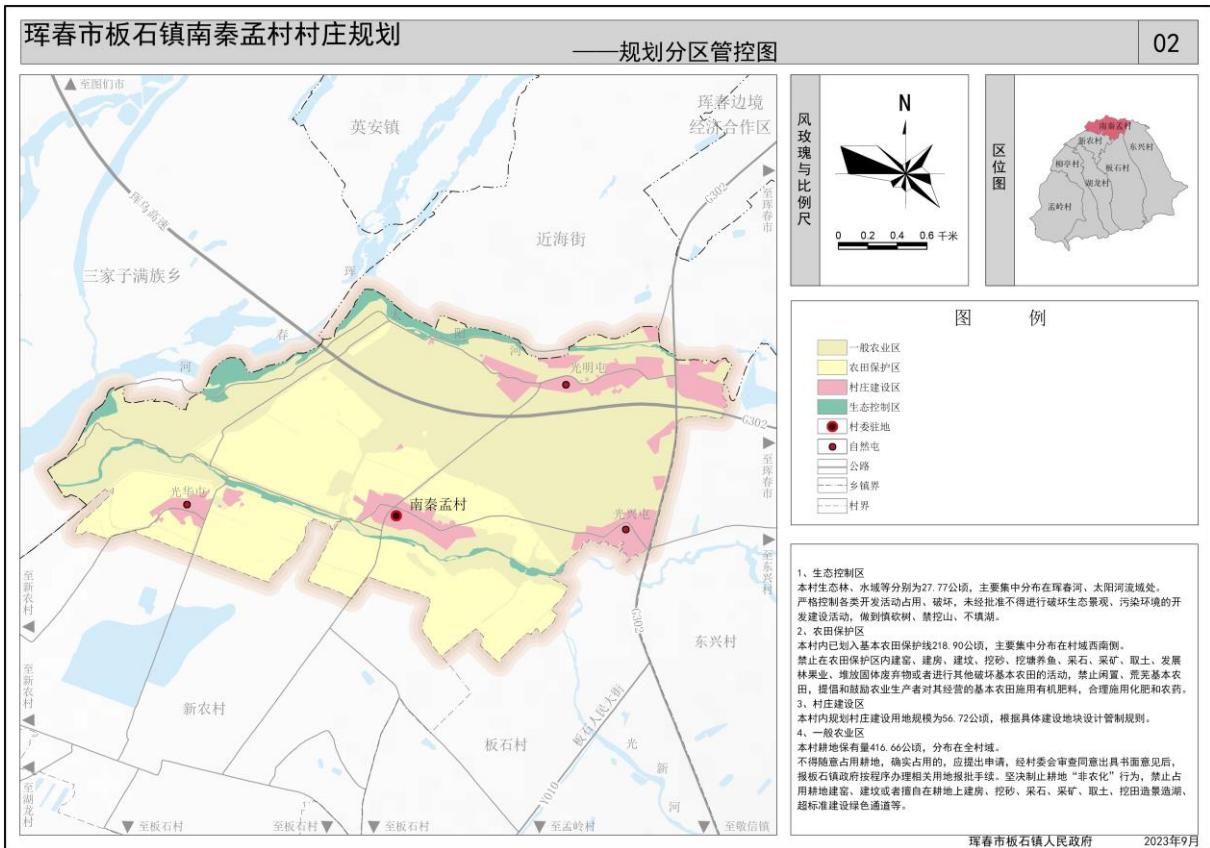 珲春市板石镇南秦孟村村庄规划
——规划分区管控图
02
至图们市
英安镇
珲春边境
经济合作区
至珲春市
G302
珲乌高速
近海街
三家子满族乡
珲
春
河
太
阳
河
光明屯
G302
至珲春市
光华屯
南秦孟村
光兴屯
至新农村
至东兴村
G302
东兴村
至新农村
新农村
板石村
板石人民大街
光
新
河
Y010
至湖龙村
至板石村
至板石村
至孟岭村
至敬信镇
风玫瑰与比例尺
N
0 0.2 0.4 0.6 千米
区位图
南秦孟村
新农村
东兴村
柳亭村
板石村
湖龙村
孟岭村
图 例
一般农业区
农田保护区
村庄建设区
生态控制区
村委驻地
自然屯
公路
乡镇界
村界
1、生态控制区
本村生态林、水域等分别为27.77公顷，主要集中分布在珲春河、太阳河流域处。
严格控制各类开发活动占用、破坏，未经批准不得进行破坏生态景观、污染环境的开
发建设活动，做到慎砍树、禁挖山、不填湖。
2、农田保护区
本村内已划入基本农田保护线218.90公顷，主要集中分布在村域西南侧。
禁止在农田保护区内建窑、建房、建坟、挖砂、挖塘养鱼、采石、采矿、取土、发展
林果业、堆放固体废弃物或者进行其他破坏基本农田的活动，禁止闲置、荒芜基本农
田，提倡和鼓励农业生产者对其经营的基本农田施用有机肥料，合理施用化肥和农药。
3、村庄建设区
本村内规划村庄建设用地规模为56.72公顷，根据具体建设地块设计管制规则。
4、一般农业区
本村耕地保有量416.66公顷，分布在全村域。
不得随意占用耕地，确实占用的，应提出申请，经村委会审查同意出具书面意见后，
报板石镇政府按程序办理相关用地报批手续。坚决制止耕地“非农化”行为，禁止占
用耕地建窑、建坟或者擅自在耕地上建房、挖砂、采石、采矿、取土、挖田造景造湖、
超标准建设绿色通道等。
珲春市板石镇人民政府 2023年9月